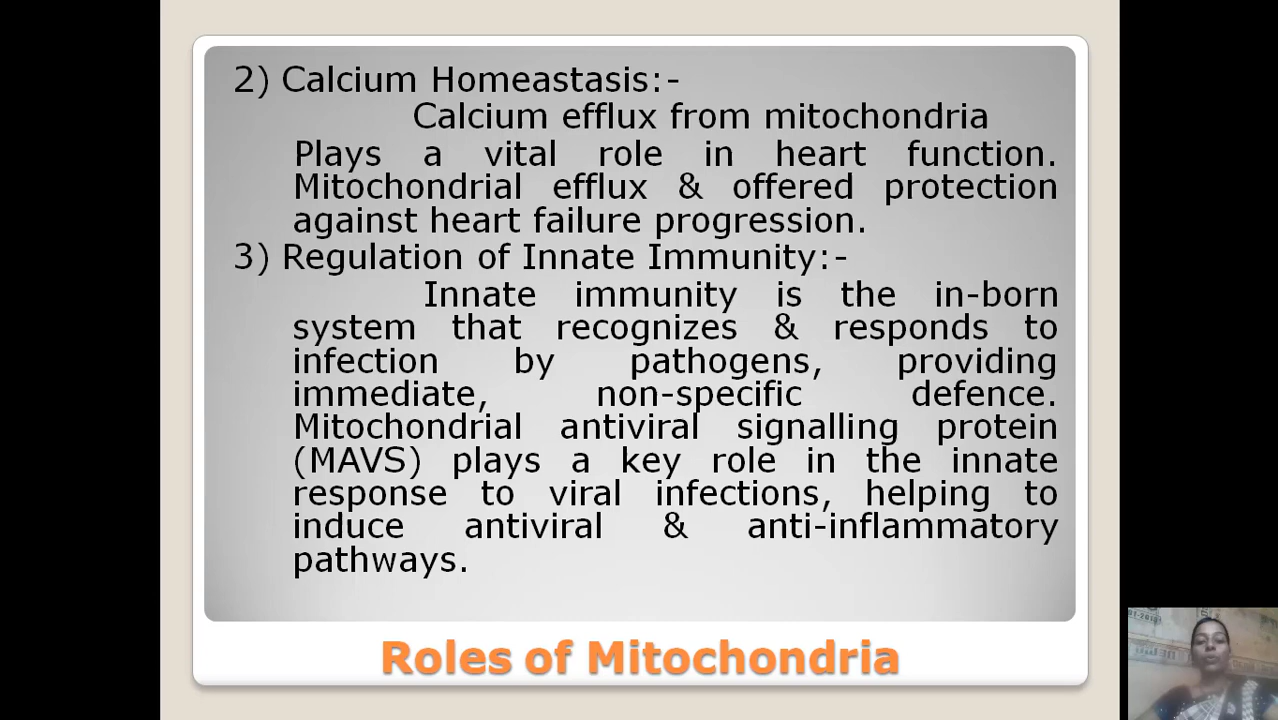 2) Calcium Homeastasis:-
Calcium efflux from mitochondria
Plays a vital role in heart function.
Mitochondrial efflux & offered protection
against heart failure progression.
3) Regulation of Innate Immunity:-
Innate immunity is the in-born
system that recognizes & responds to
infection by pathogens, providing
immediate, non-specific defence.
Mitochondrial antiviral signalling protein
(MAVS) plays a key role in the innate
response to viral infections, helping to
induce antiviral & anti-inflammatory
pathways.
Roles of Mitochondria